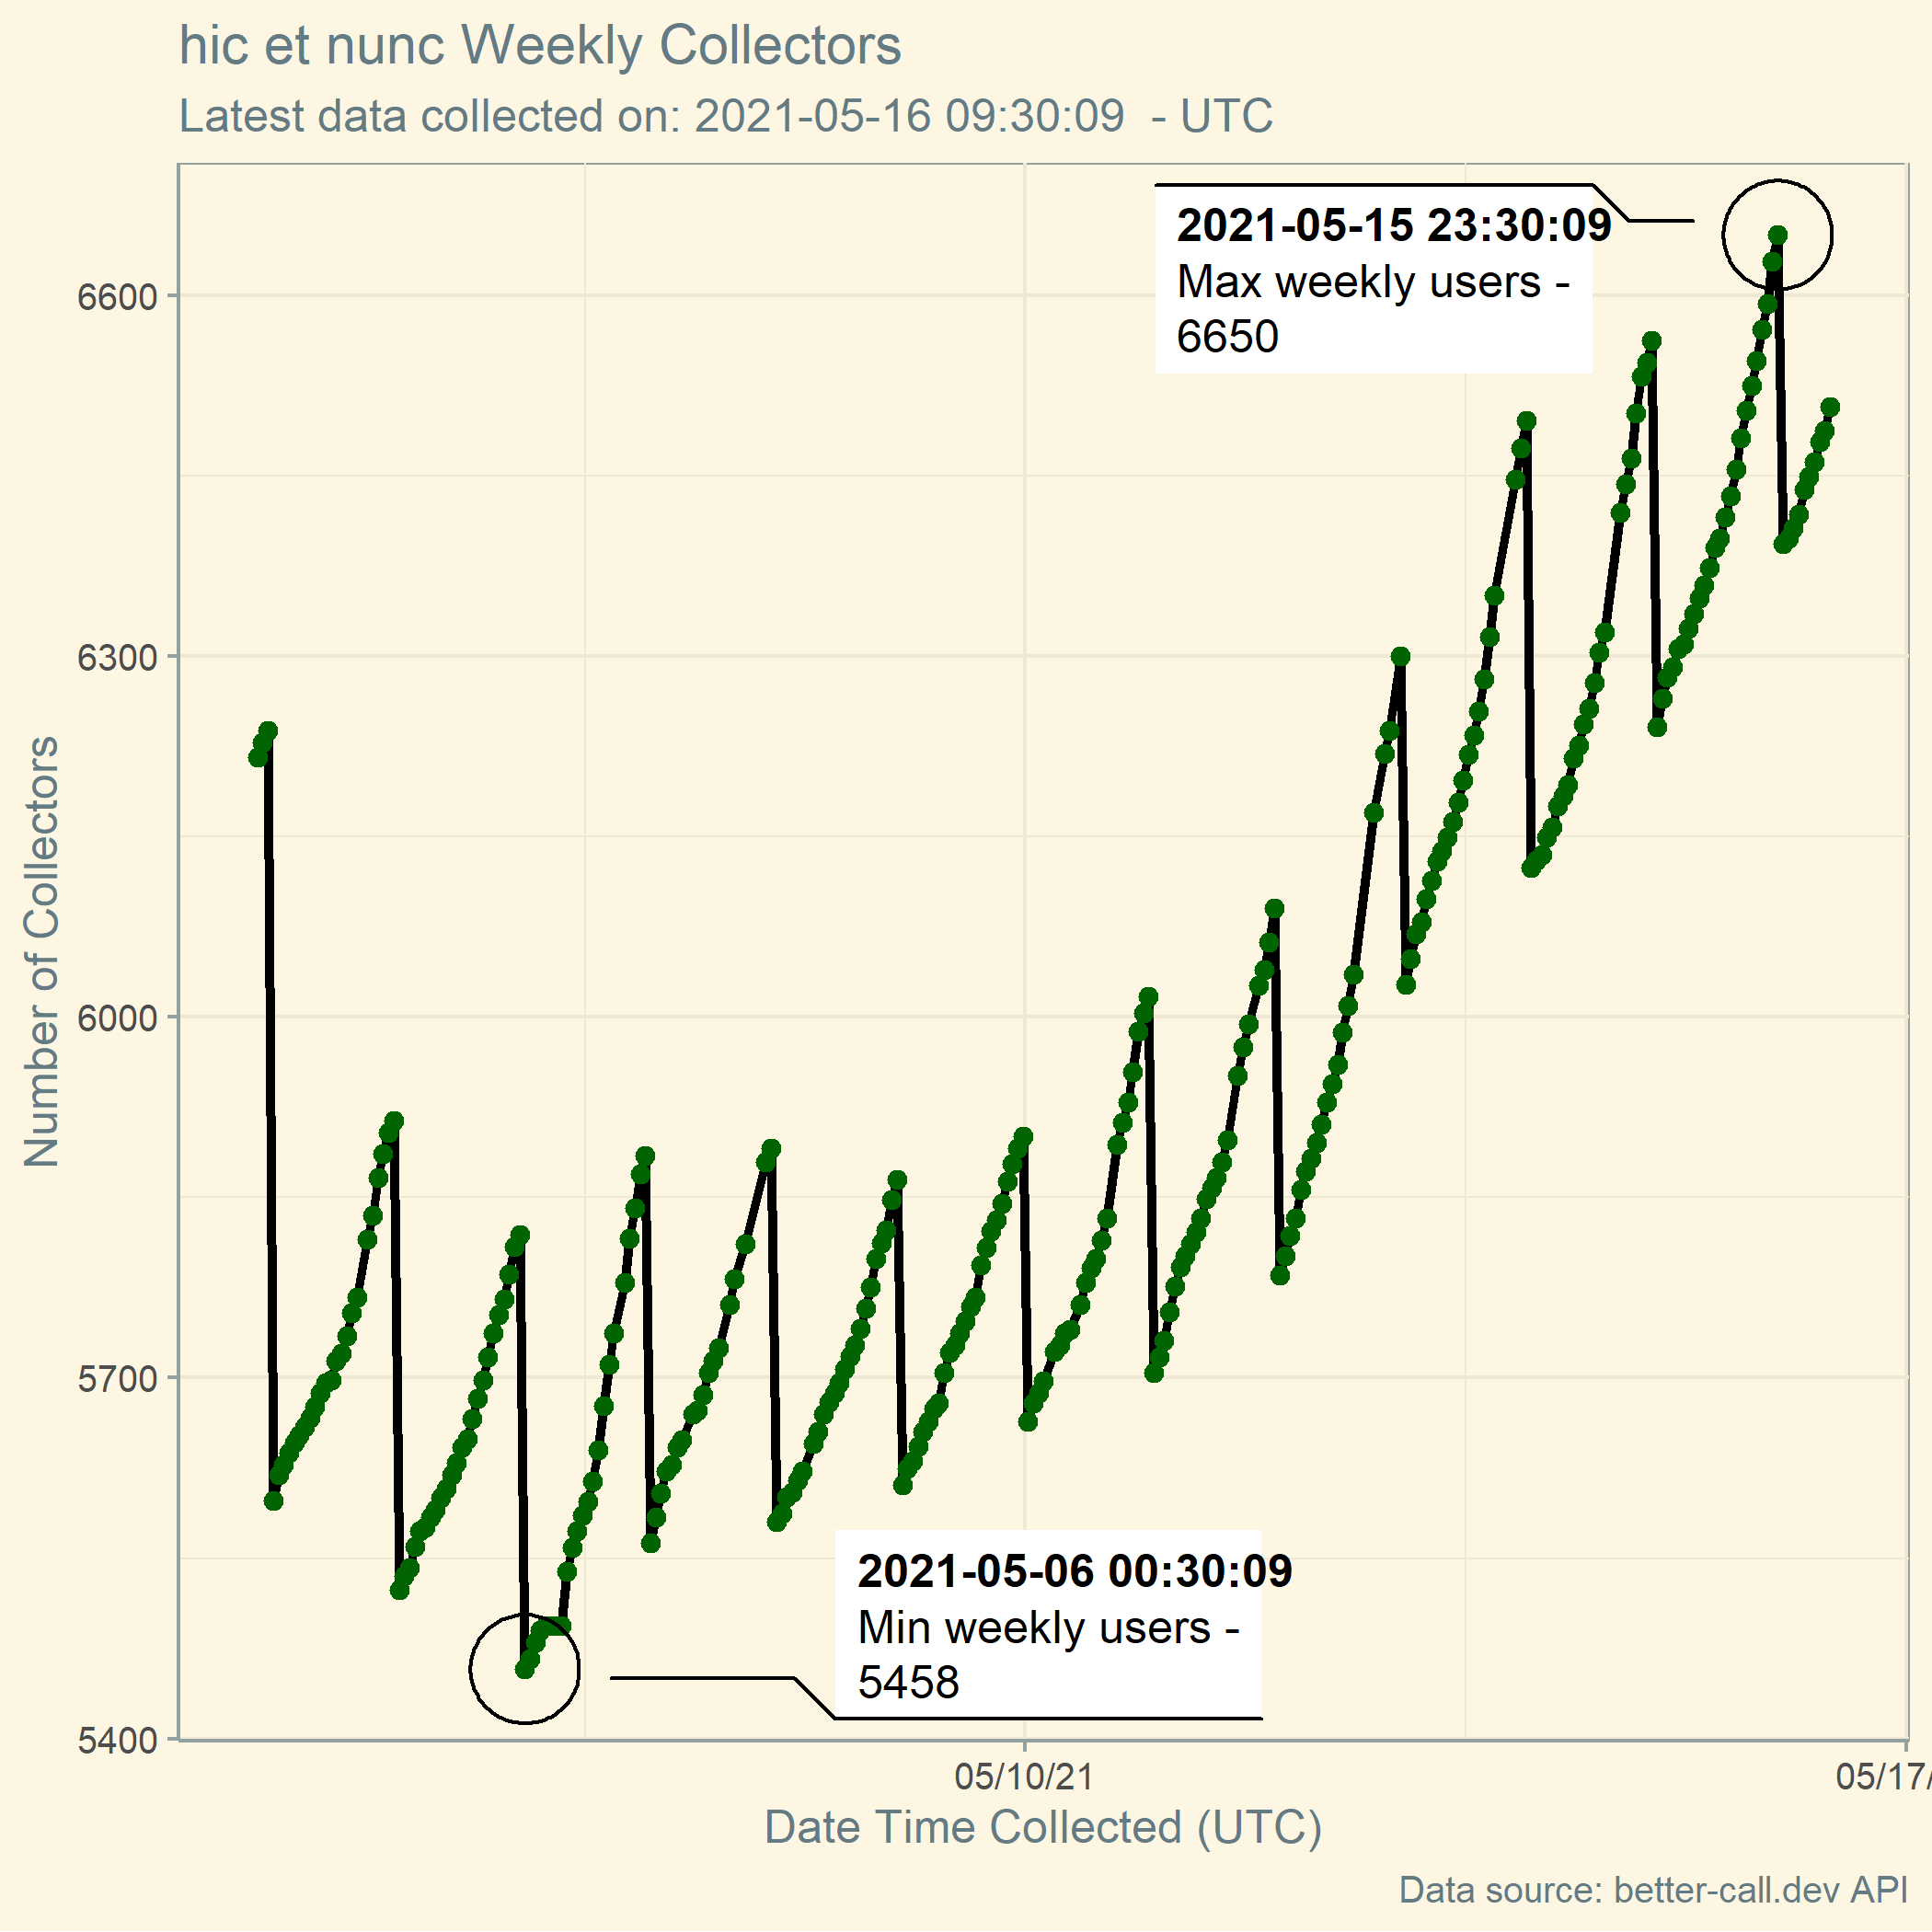 hic et nunc Weekly Collectors
Latest data collected on: 2021-05-16 09:30:09  - UTC
2021-05-15 23:30:09
Max weekly users -
6650
6600
6300
6000
5700
5400
Number of Collectors
2021-05-06 00:30:09
Min weekly users -
5458
05/10/21
05/17/
Date Time Collected (UTC)
Data source: better-call.dev API